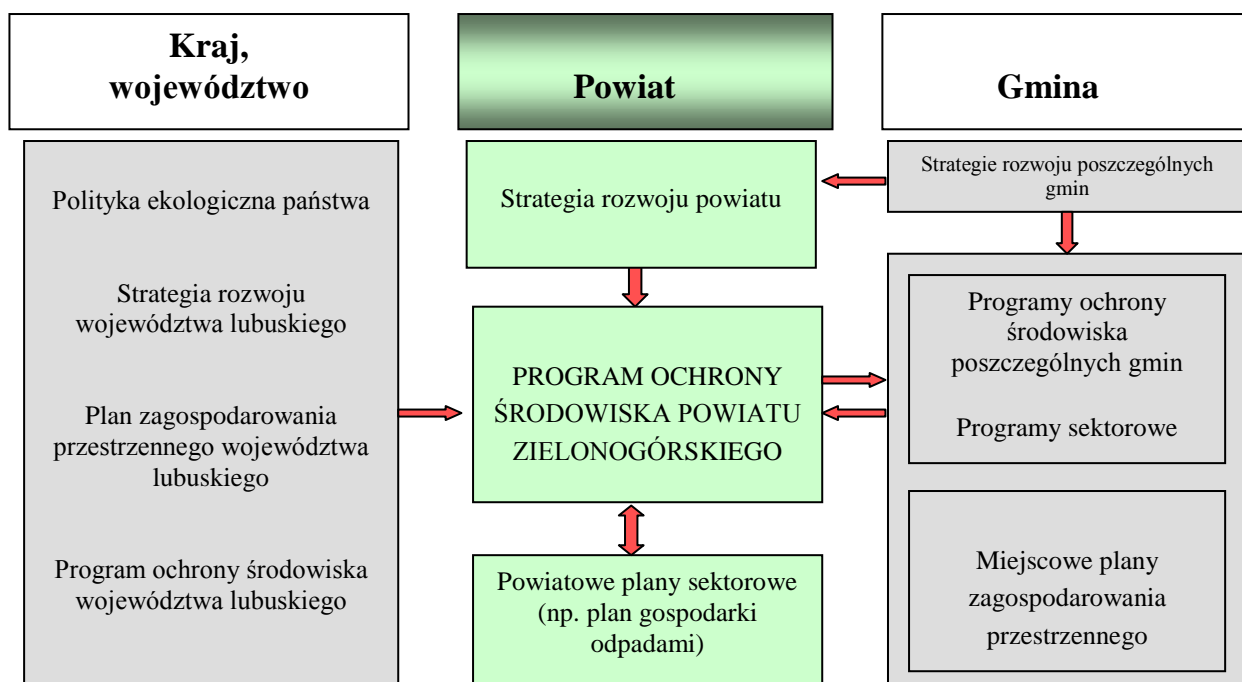 Kraj,
województwo
Powiat
Gmina
Polityka ekologiczna państwa
Strategia rozwoju
województwa lubuskiego
Plan zagospodarowania
przestrzennego województwa
lubuskiego
Program ochrony środowiska
województwa lubuskiego
Strategia rozwoju powiatu
PROGRAM OCHRONY
ŚRODOWISKA POWIATU
ZIELONOGÓRSKIEGO
Powiatowe plany sektorowe
(np. plan gospodarki
odpadami)
Strategie rozwoju poszczególnych
gmin
Programy ochrony
środowiska
poszczególnych gmin
Programy sektorowe
Miejscowe plany
zagospodarowania
przestrzennego